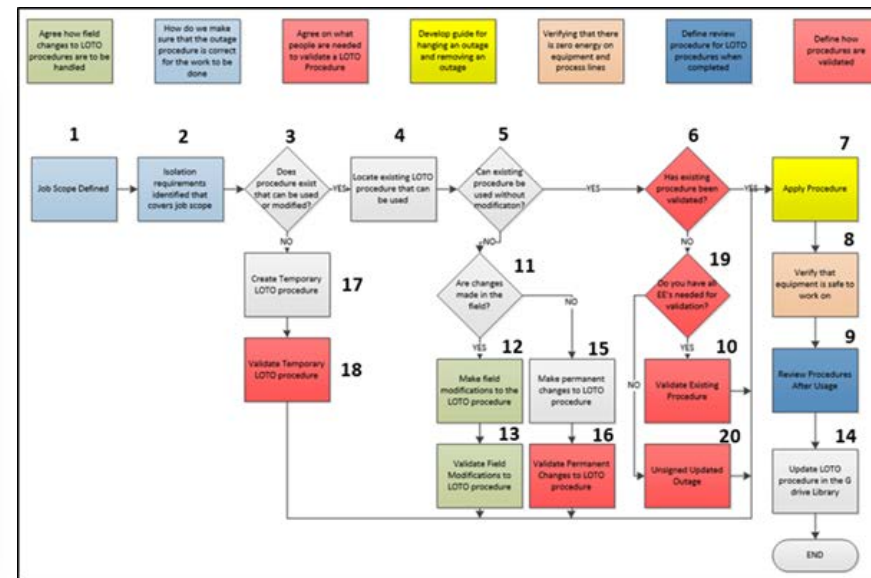 Agree how field
changes to LOTO
procedures are to be
handled
How do we make
sure that the outage
procedure is correct
for the work to be
done
Agree on what
people are needed
to validate a LOTO
Procedure
Develop guide for
hanging an outage
and removing an
outage
Verifying that there
is zero energy on
equipment and
process lines
Define review
procedure for LOTO
procedures when
completed
Define how
procedures are
validated
1
2
3
4
5
6
7
Job Scope Defined
Isolation
requirements
identified that
covers job scope
Does
procedure exist
that can be used
or modified?
YES
Locate existing LOTO
procedure that can
be used
Can existing
procedure be
used without
modificaton?
YES
Has existing
procedure been
validated?
YES
Apply Procedure
NO
NO
NO
8
Verify that
equipment is safe to
work on
17
Create Temporary
LOTO procedure
11
Are changes
made in the
field?
NO
19
Do you have all
EE's needed for
validation?
YES
YES
NO
9
Review Procedures
After Usage
18
Validate Temporary
LOTO procedure
12
Make field
modifications to the
LOTO procedure
15
Make permanent
changes to LOTO
procedure
10
Validate Existing
Procedure
13
Validate Field
Modifications to
LOTO procedure
16
Validate Permanent
Changes to LOTO
procedure
20
Unsigned Updated
Outage
14
Update LOTO
procedure in the G
drive Library
END